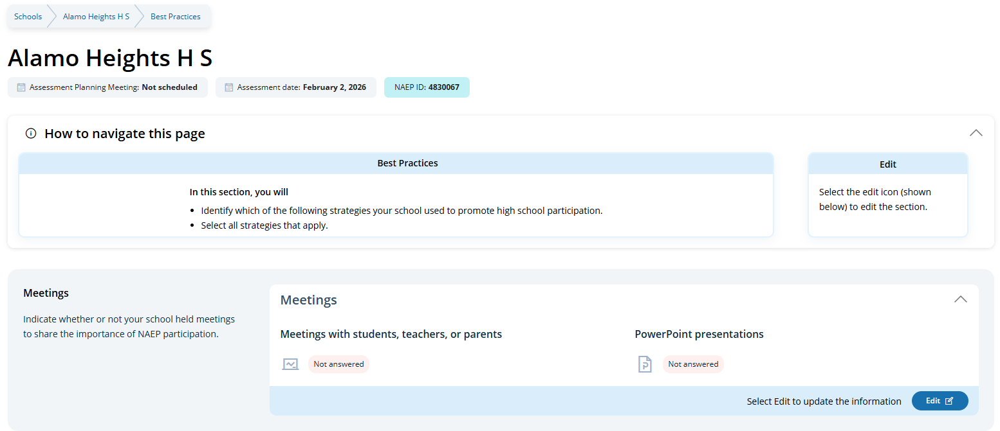 Schools
Alamo Heights H S
Best Practices
Alamo Heights H S
Assessment Planning Meeting: Not scheduled
Assessment date: February 2, 2026
NAEP ID: 4830067
How to navigate this page
Best Practices
In this section, you will
• Identify which of the following strategies your school used to promote high school participation.
• Select all strategies that apply.
Edit
Select the edit icon (shown
below) to edit the section.
Meetings
Indicate whether or not your school held meetings
to share the importance of NAEP participation.
Meetings
Meetings with students, teachers, or parents
Not answered
PowerPoint presentations
Not answered
Select Edit to update the information
Edit